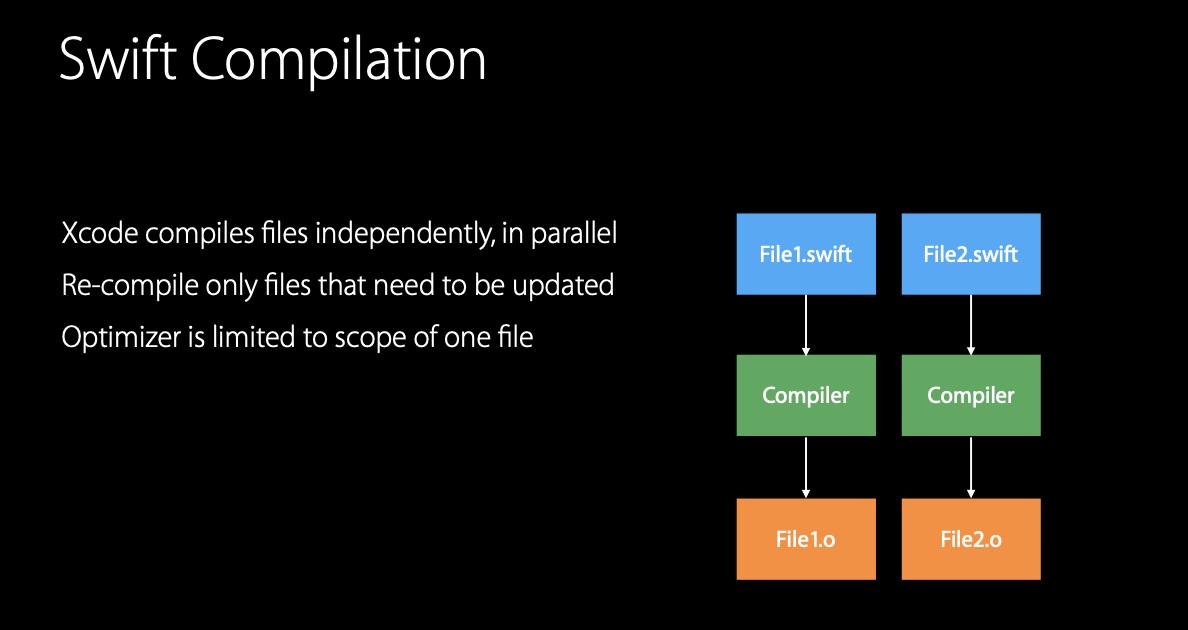 Swift Compilation
Xcode compiles files independently, in parallel
Re-compile only files that need to be updated
Optimizer is limited to scope of one file
File1.swift
File2.swift
Compiler
Compiler
File1.o
File2.o